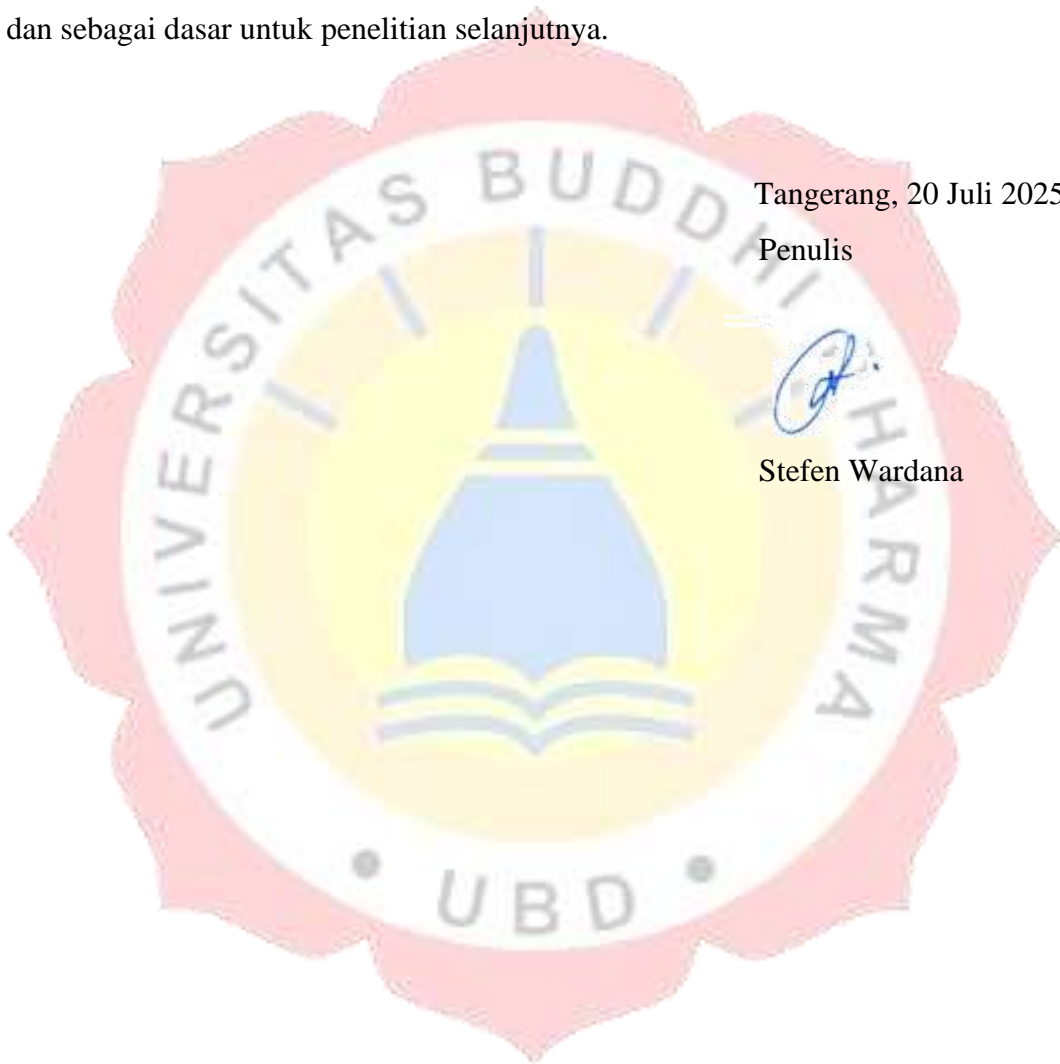 dan sebagai dasar untuk penelitian selanjutnya.
Tangerang, 20 Juli 2025
Penulis
Stefen Wardana
UNIVERSITAS BUDDHI DHARMA
• UBD •